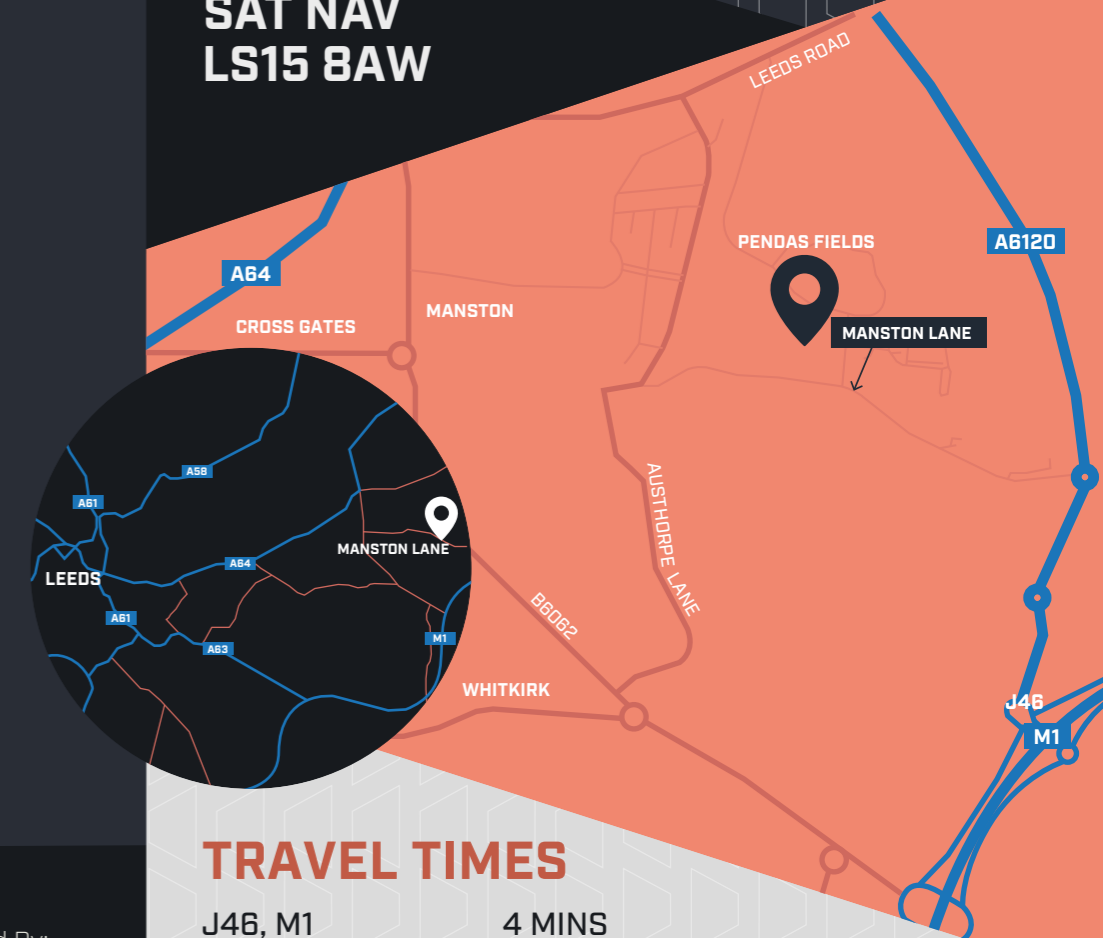 SAT NAV
LS15 8AW
LEEDS ROAD
PENDAS FIELDS
A6120
A64
MANSTON
CROSS GATES
MANSTON LANE
AUSTHORPE LANE
B6062
WHITKIRK
J46
M1
A58
A61
MANSTON LANE
A64
LEEDS
A61
A63
M1
TRAVEL TIMES
J46, M1 4 MINS